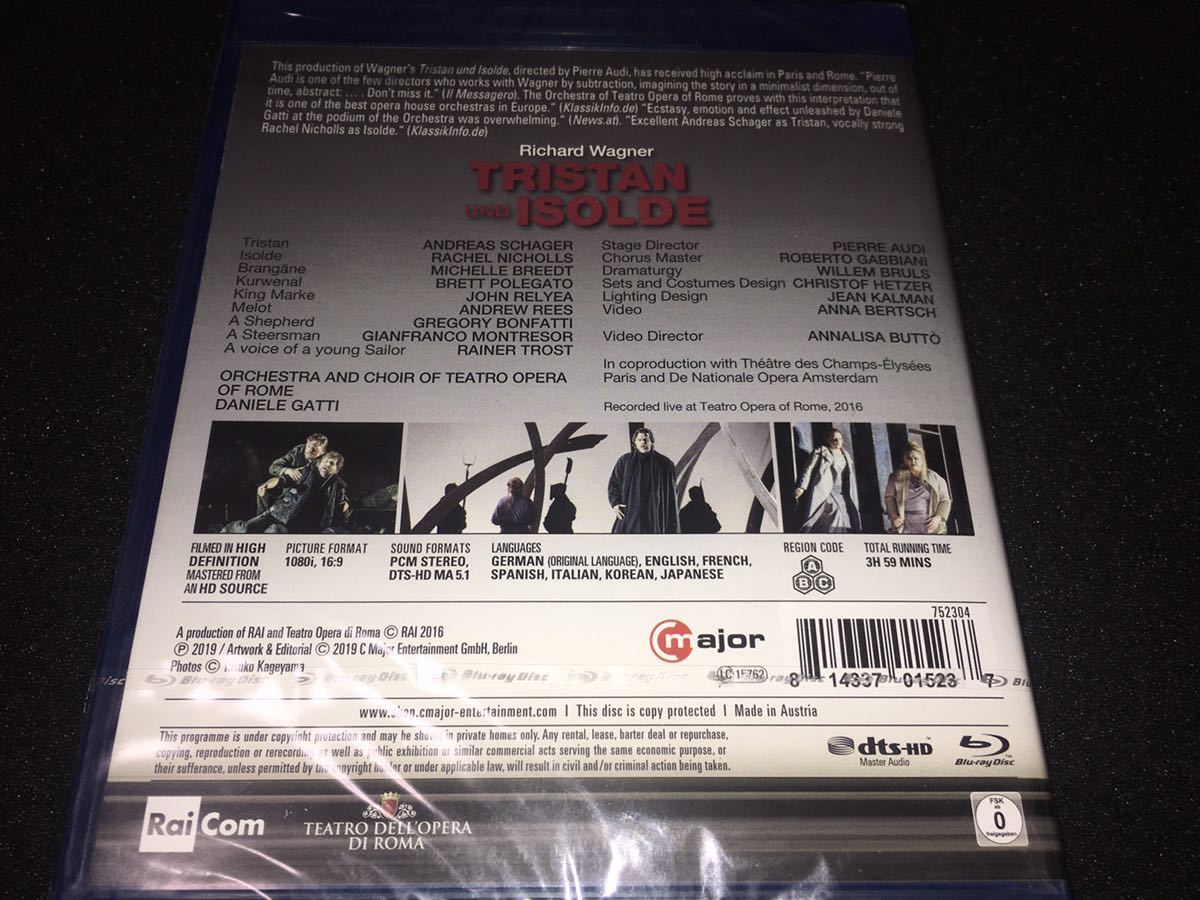 This production of Wagner's Tristan und Isolde, directed by Pierre Audi, has received high acclaim in Paris and Rome. "Pierre
Audi is one of the few directors who works with Wagner by subtraction, imagining the story in a minimalist dimension, out of
time, abstract: ... . Don't miss it." (Il Messagero). The Orchestra of Teatro Opera of Rome proves with this interpretation that
it is one of the best opera house orchestras in Europe." (KlassikInfo.de) "Ecstasy, emotion and effect unleashed by Daniele
Gatti at the podium of the Orchestra was overwhelming." (News.at). "Excellent Andreas Schager as Tristan, vocally strong
Rachel Nicholls as Isolde." (KlassikInfo.de)
Richard Wagner
TRISTAN
UND ISOLDE
Tristan ANDREAS SCHAGER
Isolde RACHEL NICHOLLS
Brangäne MICHELLE BREEDT
Kurwenal BRETT POLEGATO
King Marke JOHN RELYEA
Melot ANDREW REES
A Shepherd GREGORY BONFATTI
A Steersman GIANFRANCO MONTRESOR
A voice of a young Sailor RAINER TROST
ORCHESTRA AND CHOIR OF TEATRO OPERA
OF ROME
DANIELE GATTI
Stage Director PIERRE AUDI
Chorus Master ROBERTO GABBIANI
Dramaturgy WILLEM BRULS
Sets and Costumes Design CHRISTOF HETZER
Lighting Design JEAN KALMAN
Video ANNA BERTSCH
Video Director ANNALISA BUTTÒ
In coproduction with Théâtre des Champs-Élysées
Paris and De Nationale Opera Amsterdam
Recorded live at Teatro Opera of Rome, 2016
FILMED IN HIGH
DEFINITION
MASTERED FROM
AN HD SOURCE
PICTURE FORMAT
1080i, 16:9
SOUND FORMATS
PCM STEREO,
DTS-HD MA 5.1
LANGUAGES
GERMAN (ORIGINAL LANGUAGE), ENGLISH, FRENCH,
SPANISH, ITALIAN, KOREAN, JAPANESE
REGION CODE
A B C
TOTAL RUNNING TIME
3H 59 MINS
A production of RAI and Teatro Opera di Roma © RAI 2016
℗ 2019 / Artwork & Editorial © 2019 C Major Entertainment GmbH, Berlin
Photos © Kageyama
C major
LC 15762
752304
8 14337 01523 7
Blu-ray Disc Blu-ray Disc Blu-ray Disc
www.shop.cmajor-entertainment.com | This disc is copy protected | Made in Austria
This programme is under copyright protection and may be shown in private homes only. Any rental, lease, barter deal or repurchase,
copying, reproduction or rerecording as well as public exhibition or similar commercial acts serving the same economic purpose, or
their sufferance, unless permitted by the copyright holder or under applicable law, will result in civil and/or criminal action being taken.
dts-HD
Master Audio
Blu-ray Disc
Rai Com
TEATRO DELL'OPERA
DI ROMA
FSK
ab
0
freigegeben